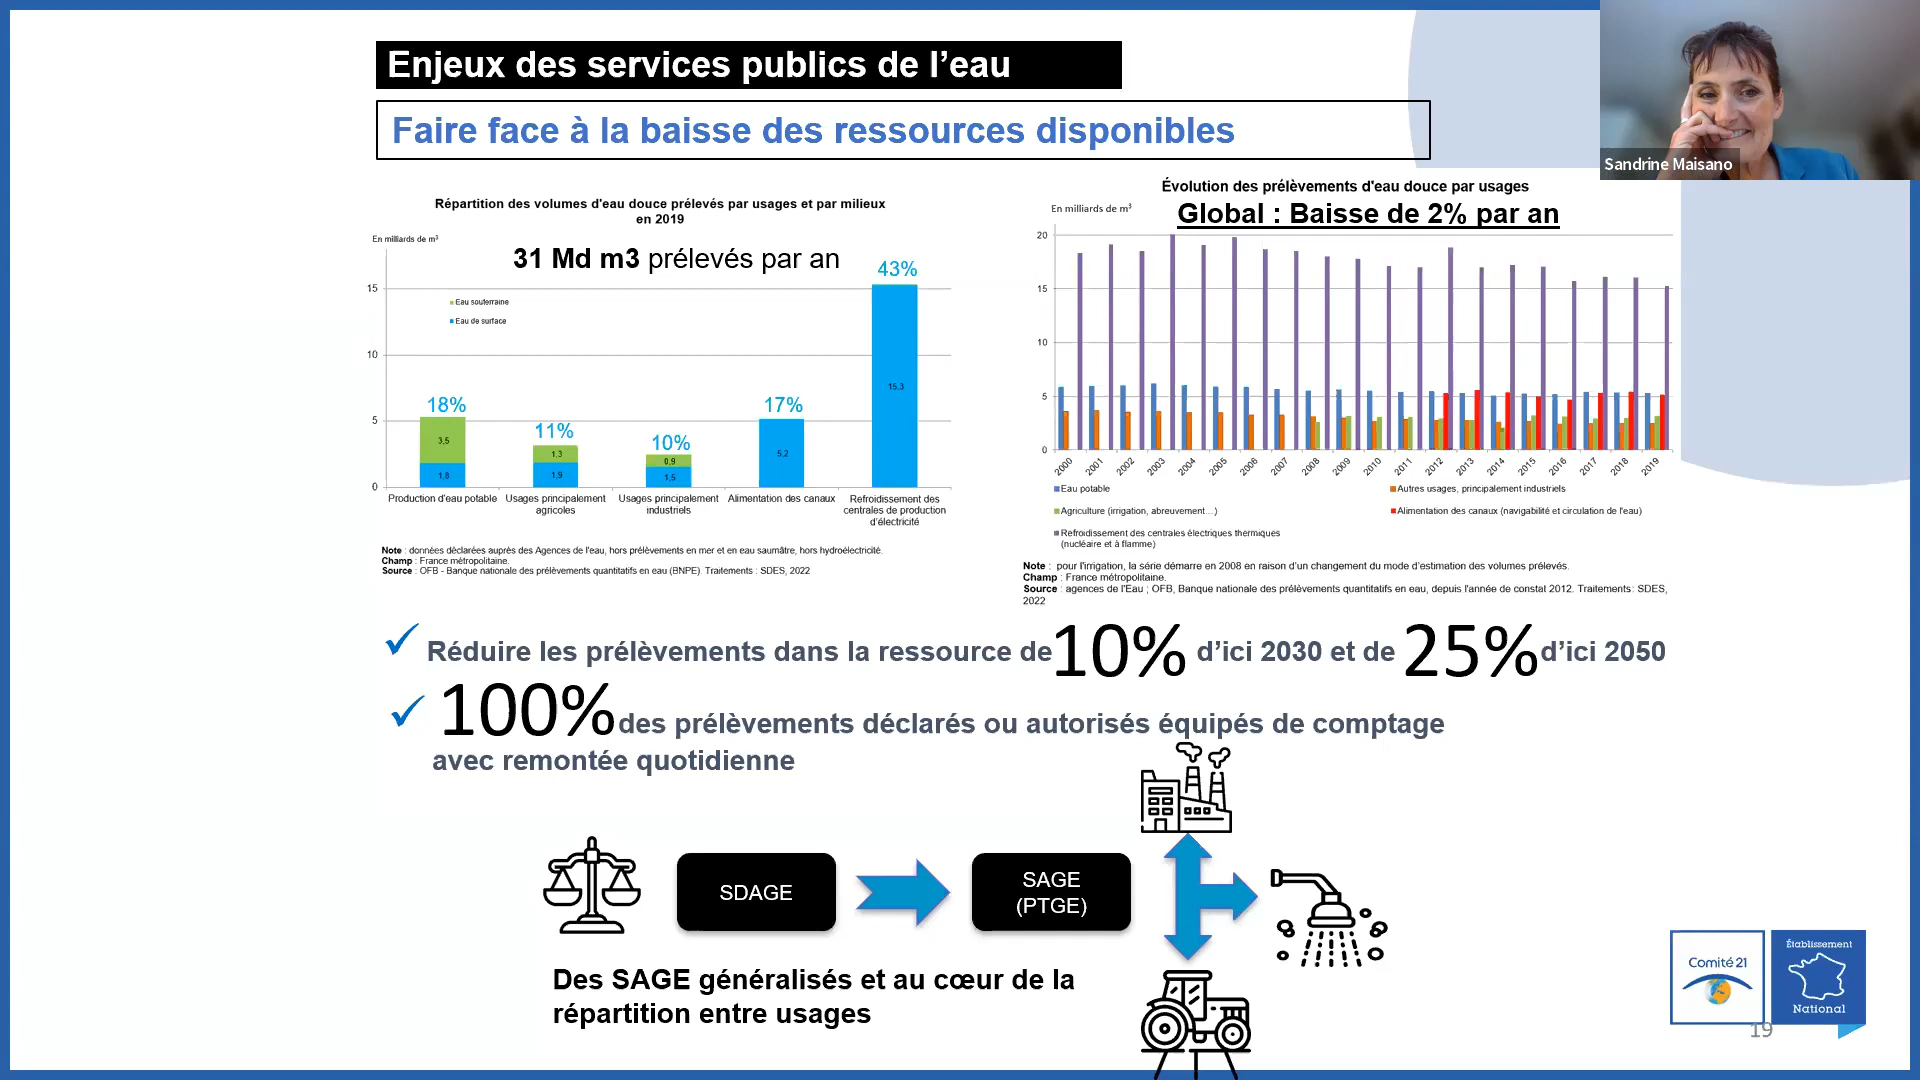 Enjeux des services publics de l’eau
Faire face à la baisse des ressources disponibles
Sandrine Maisano
Répartition des volumes d'eau douce prélevés par usages et par milieu
en 2019
En milliards de m³
31 Md m3 prélevés par an
43%
15
Eau souterraine
Eau de surface
10
15,3
18%
17%
11%
10%
5
3,5
5,2
1,3
0,9
1,8
1,9
1,5
0
Production d'eau potable
Usages principalement
agricoles
Usages principalement
industriels
Alimentation des canaux
Refroidissement des
centrales de production
d'électricité
Note : données déclarées auprès des Agences de l'eau, hors prélèvements en mer et en eau saumâtre, hors hydroélectricité.
Champ : France métropolitaine.
Source : OFB - Banque nationale des prélèvements quantitatifs en eau (BNPE). Traitements : SDES, 2022
Évolution des prélèvements d'eau douce par usages
En milliards de m³
Global : Baisse de 2% par an
20
15
10
5
0
2000 2001 2002 2003 2004 2005 2006 2007 2008 2009 2010 2011 2012 2013 2014 2015 2016 2017 2018 2019
Eau potable
Autres usages, principalement industriels
Agriculture (irrigation, abreuvement…)
Alimentation des canaux (navigabilité et circulation de l'eau)
Refroidissement des centrales électriques thermiques
(nucléaire et à flamme)
Note : pour l'irrigation, la série démarre en 2008 en raison d'un changement du mode d'estimation des volumes prélevés.
Champ : France métropolitaine.
Source : agences de l'Eau ; OFB, Banque nationale des prélèvements quantitatifs en eau, depuis l'année de constat 2012. Traitements : SDES,
2022
Réduire les prélèvements dans la ressource de 10% d’ici 2030 et de 25% d’ici 2050
100% des prélèvements déclarés ou autorisés équipés de comptage
avec remontée quotidienne
SDAGE
SAGE
(PTGE)
Des SAGE généralisés et au cœur de la
répartition entre usages
Comité 21
Établissement
National
19